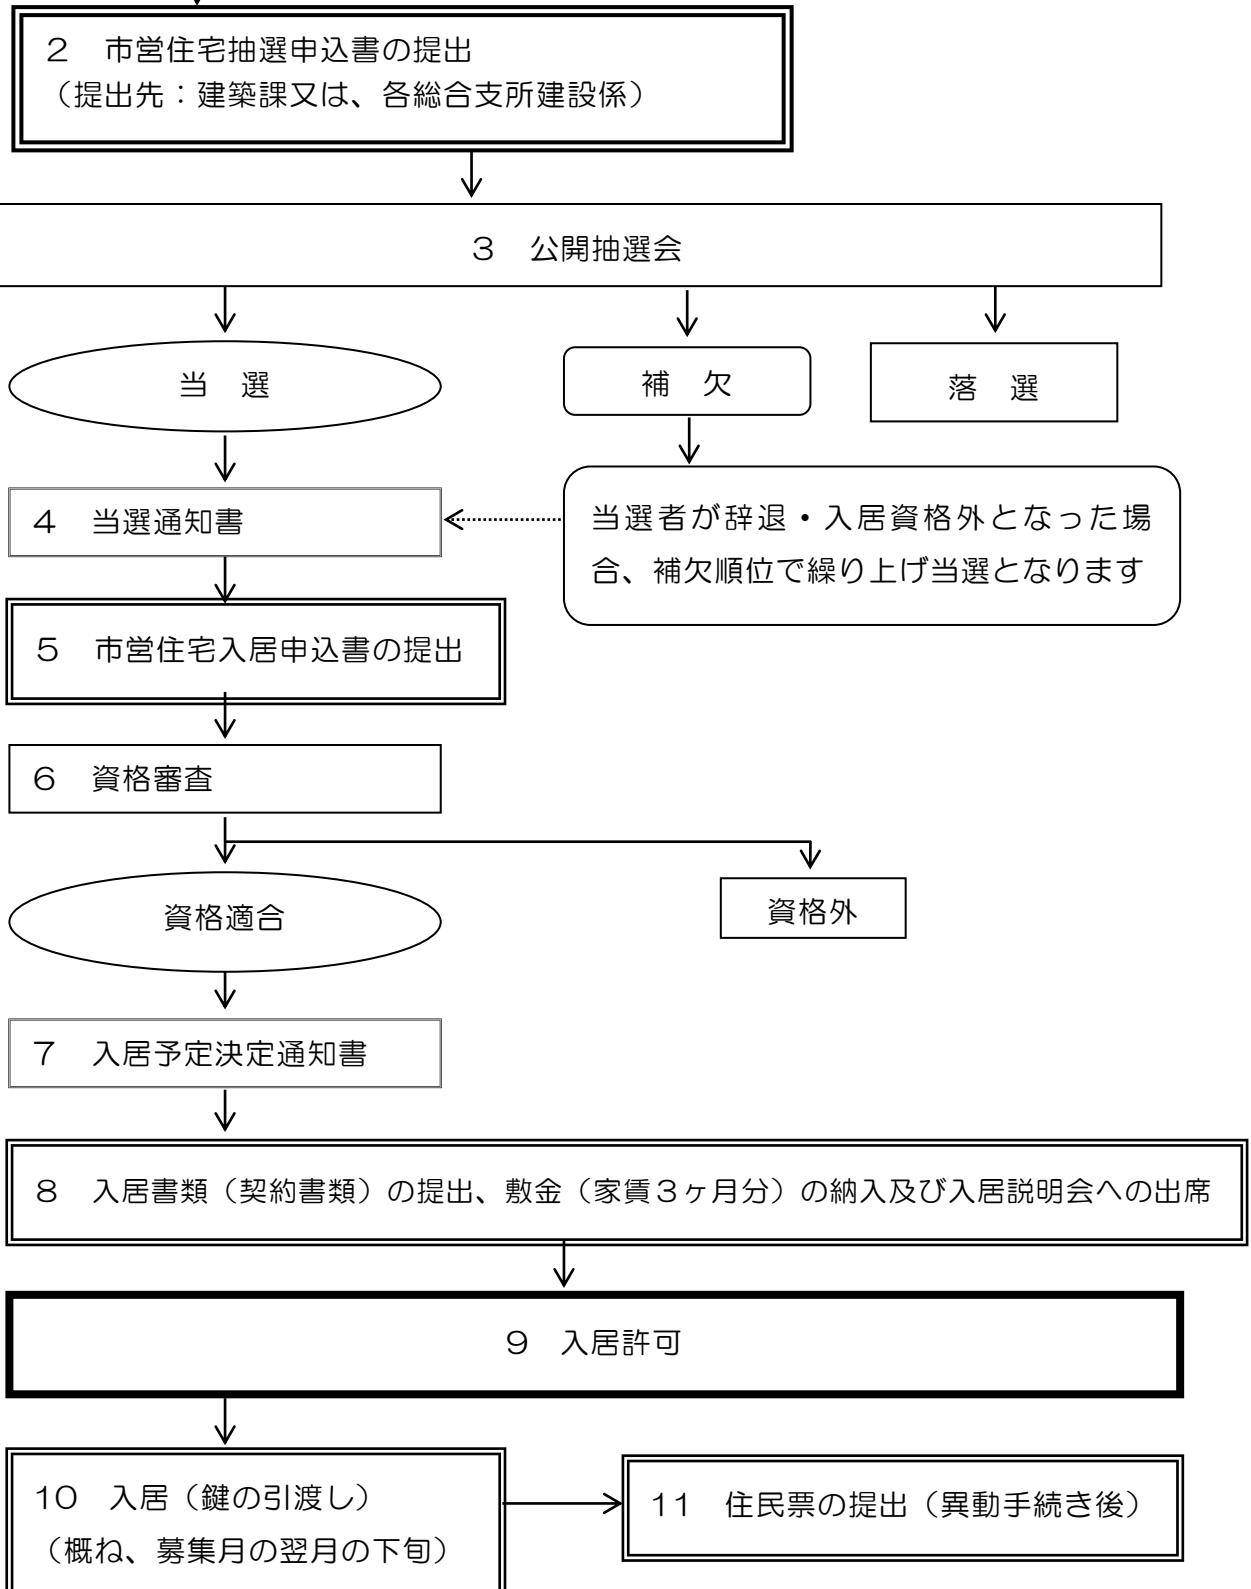 ２　市営住宅抽選申込書の提出
（提出先：建築課又は、各総合支所建設係）
３　公開抽選会
当　選
補　欠
落　選
４　当選通知書
当選者が辞退・入居資格外となった場
合、補欠順位で繰り上げ当選となります
５　市営住宅入居申込書の提出
６　資格審査
資格適合
資格外
７　入居予定決定通知書
８　入居書類（契約書類）の提出、敷金（家賃３ヶ月分）の納入及び入居説明会への出席
９　入居許可
１０　入居（鍵の引渡し）
（概ね、募集月の翌月の下旬）
１１　住民票の提出（異動手続き後）